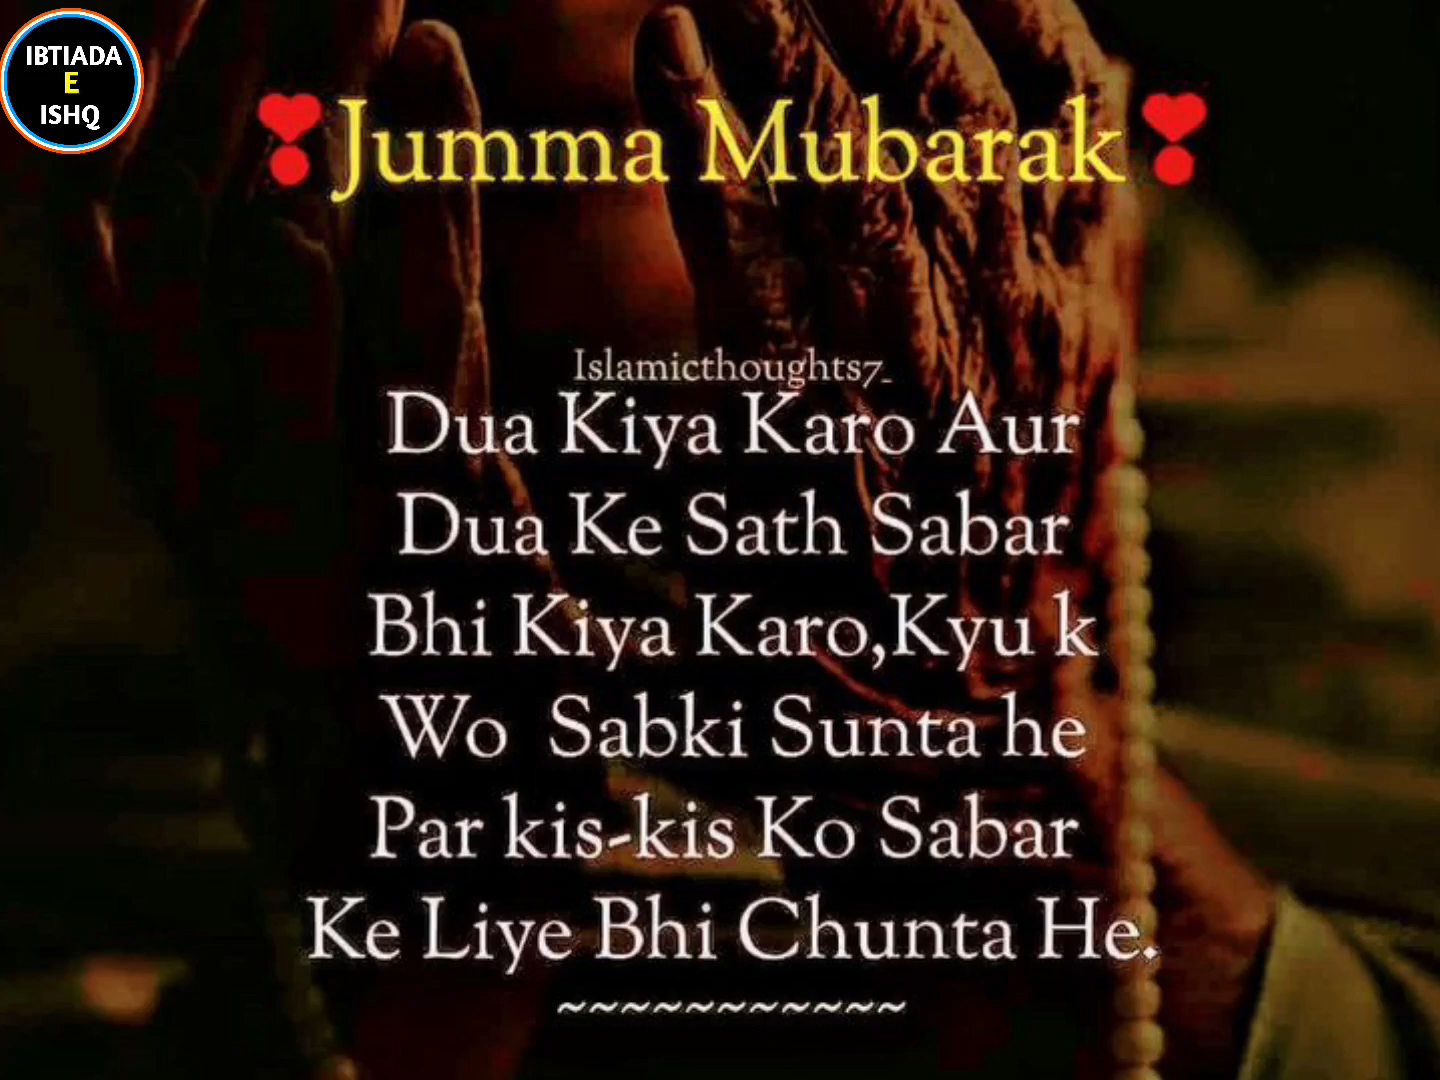 IBTIADA
E
ISHQ
❣Jumma Mubarak❣
Islamicthoughts7_
Dua Kiya Karo Aur
Dua Ke Sath Sabar
Bhi Kiya Karo,Kyu k
Wo Sabki Sunta he
Par kis-kis Ko Sabar
Ke Liye Bhi Chunta He.
~~~~~~~~~~~